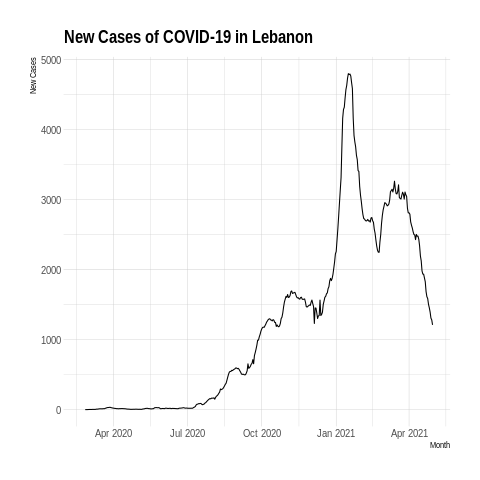 New Cases of COVID-19 in Lebanon
New Cases
5000
4000
3000
2000
1000
0
Apr 2020 Jul 2020 Oct 2020 Jan 2021 Apr 2021
Month